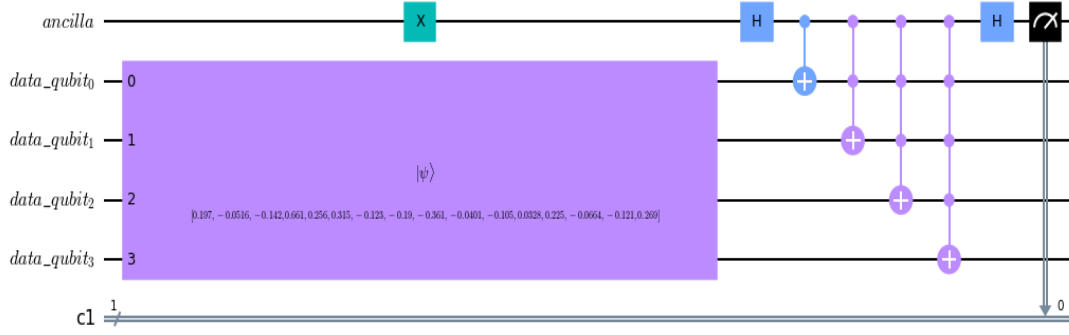 ancilla X H H
data_qubit0 0
data_qubit1 1
|ψ⟩
data_qubit2 2
[0.197, −0.0516, −0.142, 0.661, 0.256, 0.315, −0.123, −0.19, −0.361, −0.0401, −0.105, 0.0328, 0.225, −0.0664, −0.121, 0.269]
data_qubit3 3
c1 1 0